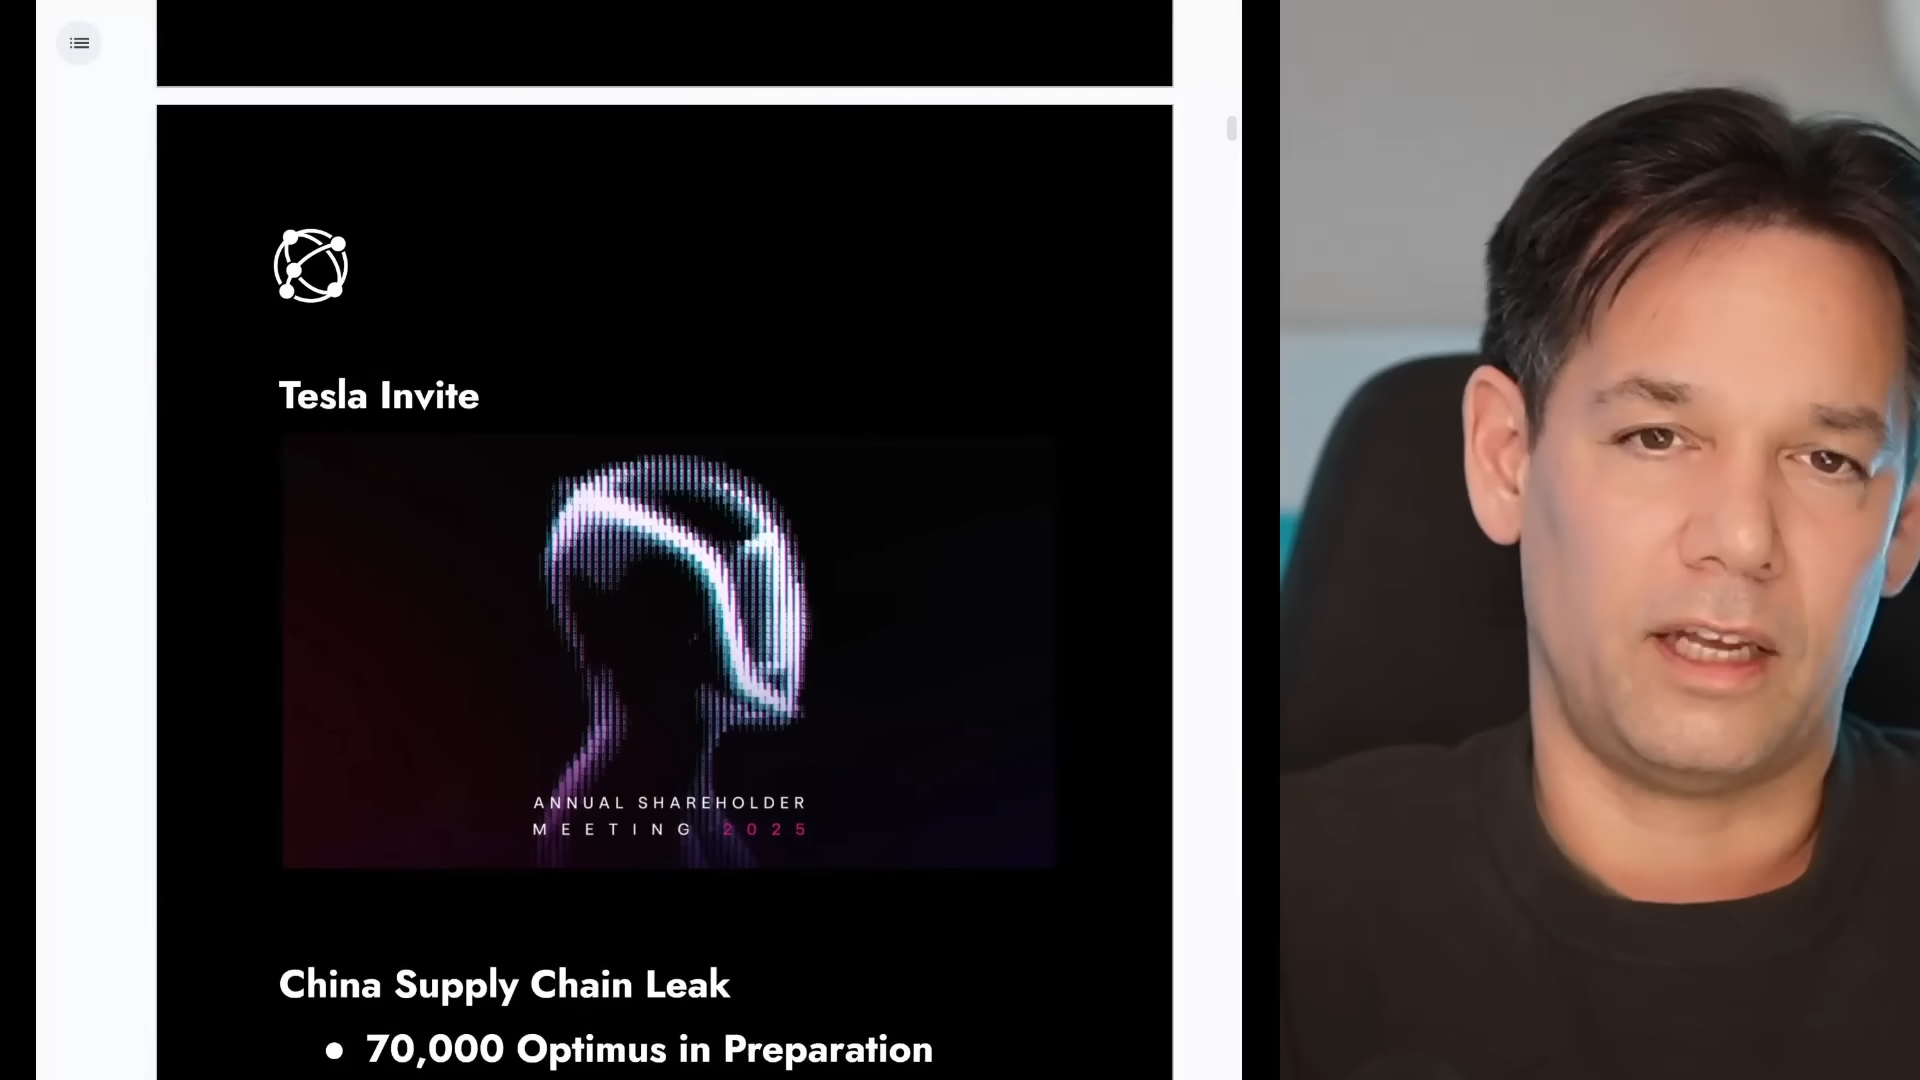 Tesla Invite
ANNUAL SHAREHOLDER
MEETING 2025
China Supply Chain Leak
● 70,000 Optimus in Preparation